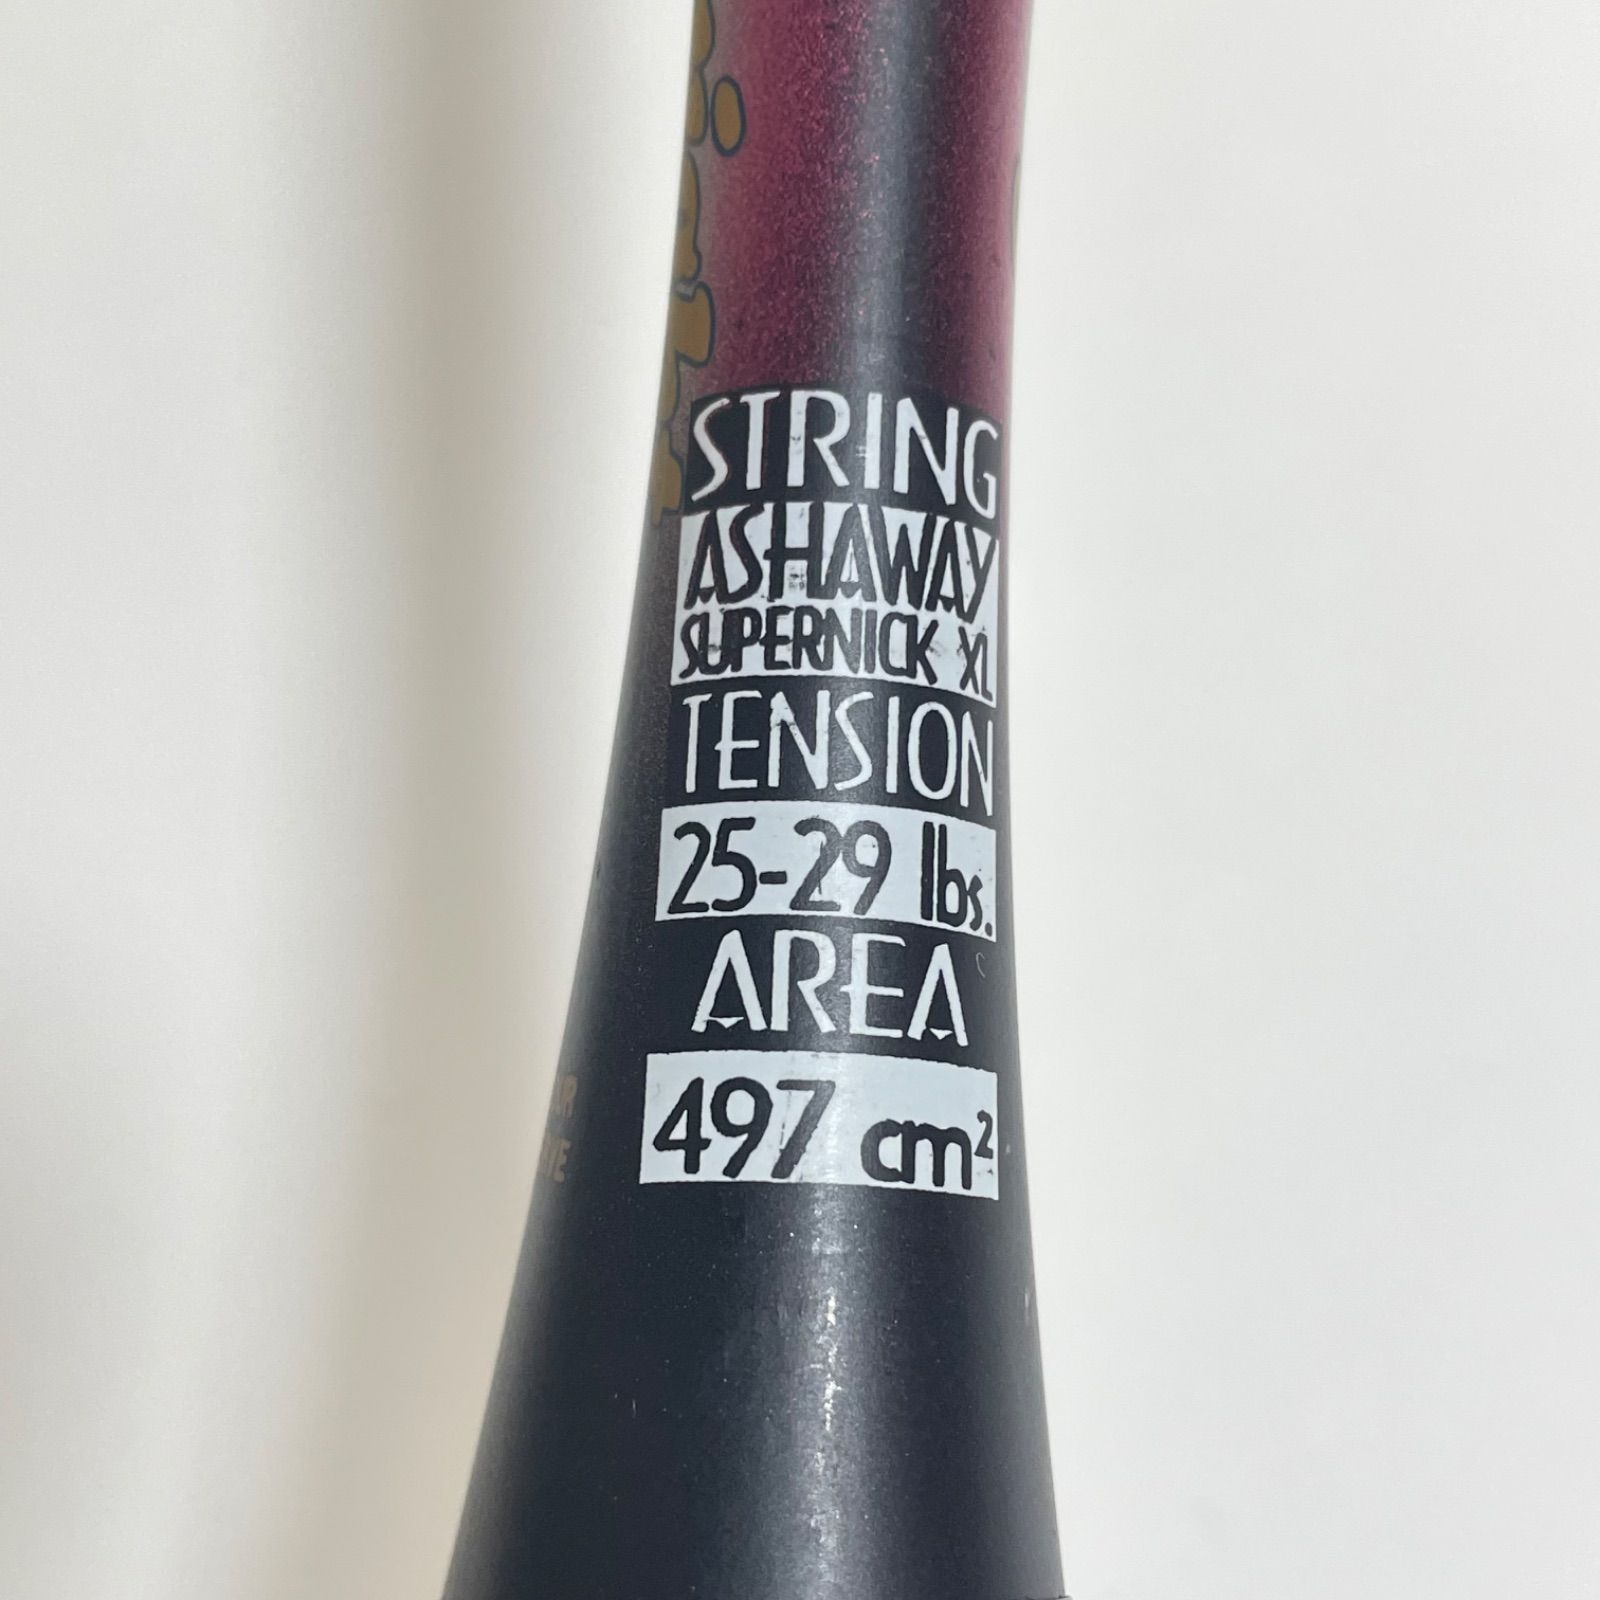 STRING
ASHAWAY
SUPERNICK XL
TENSION
25-29 lbs.
AREA
497 cm²